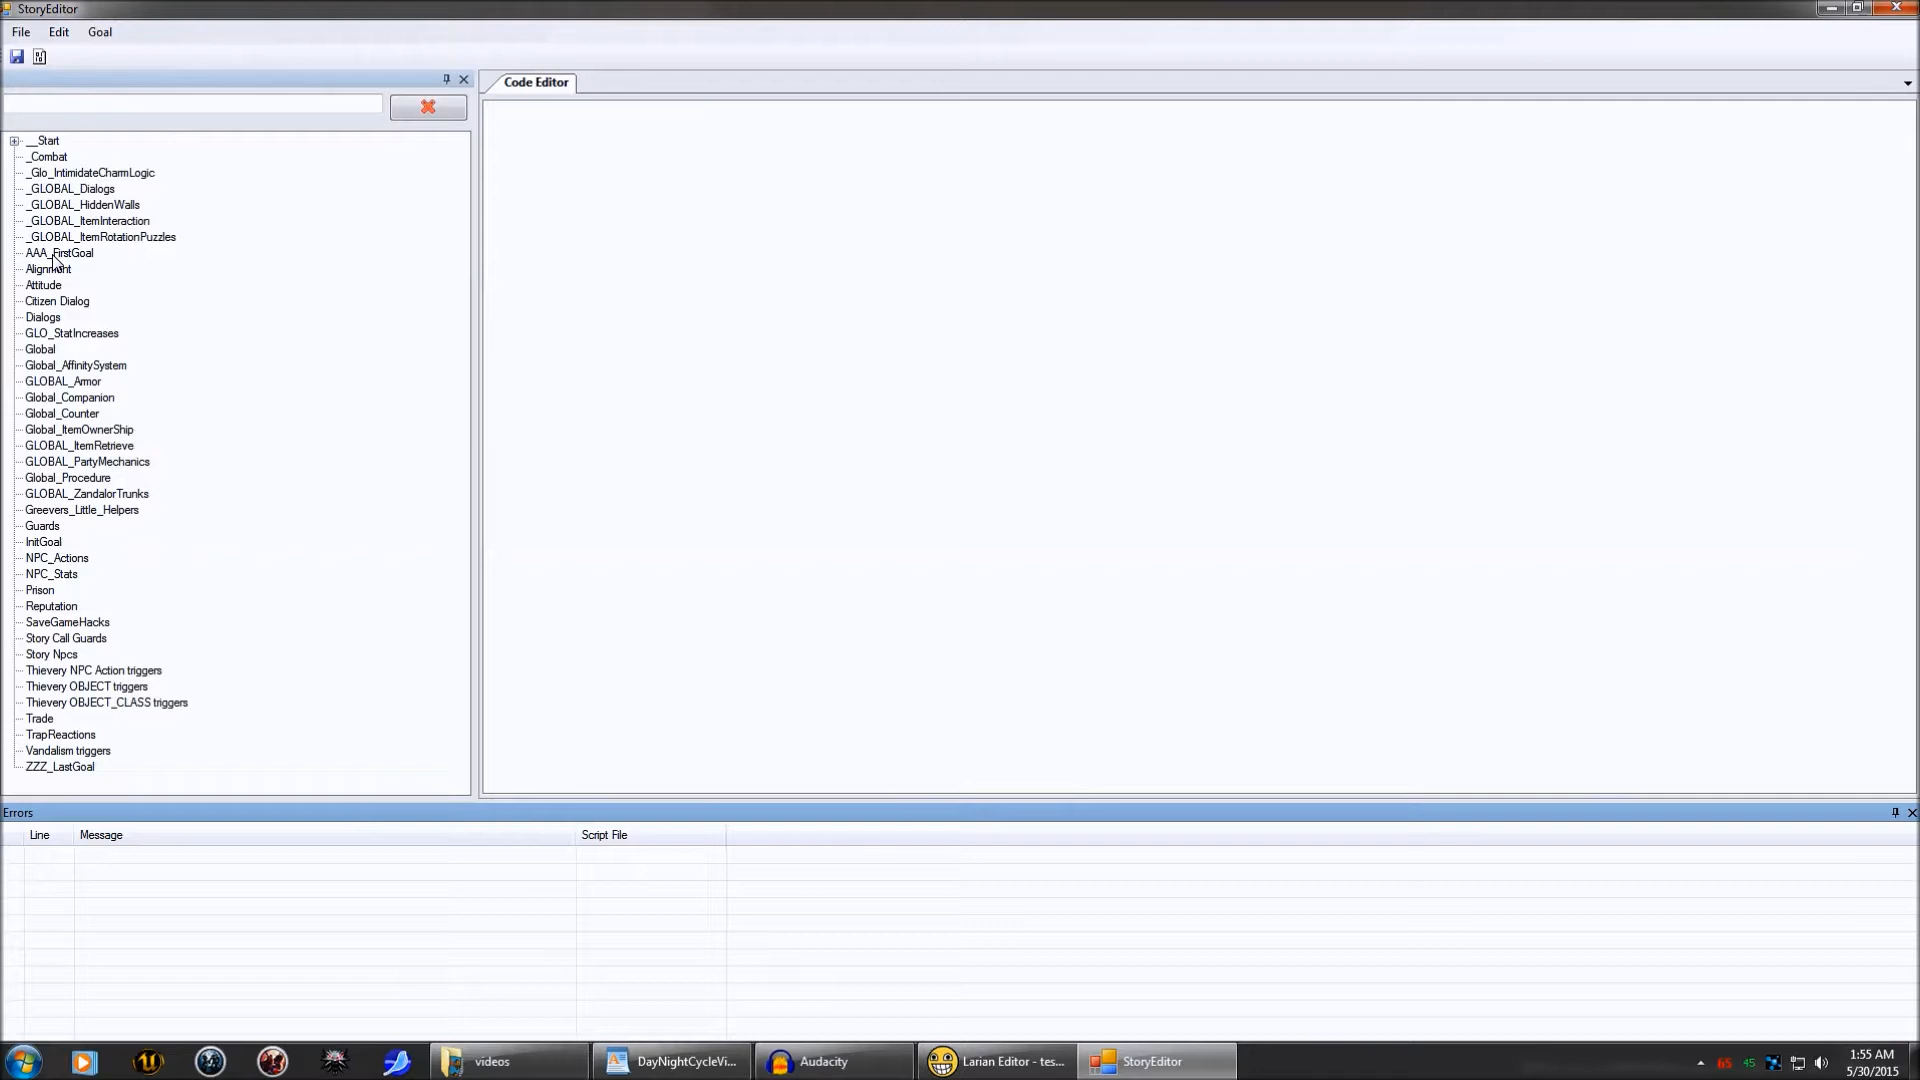 StoryEditor
File Edit Goal
Code Editor
__Start
_Combat
_Glo_IntimidateCharmLogic
_GLOBAL_Dialogs
_GLOBAL_HiddenWalls
_GLOBAL_ItemInteraction
_GLOBAL_ItemRotationPuzzles
AAA_FirstGoal
Alignment
Attitude
Citizen Dialog
Dialogs
GLO_StatIncreases
Global
Global_AffinitySystem
GLOBAL_Armor
Global_Companion
Global_Counter
Global_ItemOwnerShip
GLOBAL_ItemRetrieve
GLOBAL_PartyMechanics
Global_Procedure
GLOBAL_ZandalorTrunks
Greevers_Little_Helpers
Guards
InitGoal
NPC_Actions
NPC_Stats
Prison
Reputation
SaveGameHacks
Story Call Guards
Story Npcs
Thievery NPC Action triggers
Thievery OBJECT triggers
Thievery OBJECT_CLASS triggers
Trade
TrapReactions
Vandalism triggers
ZZZ_LastGoal
Errors
Line Message Script File
videos DayNightCycleVi... Audacity Larian Editor - tes... StoryEditor 65 45 1:55 AM
5/30/2015